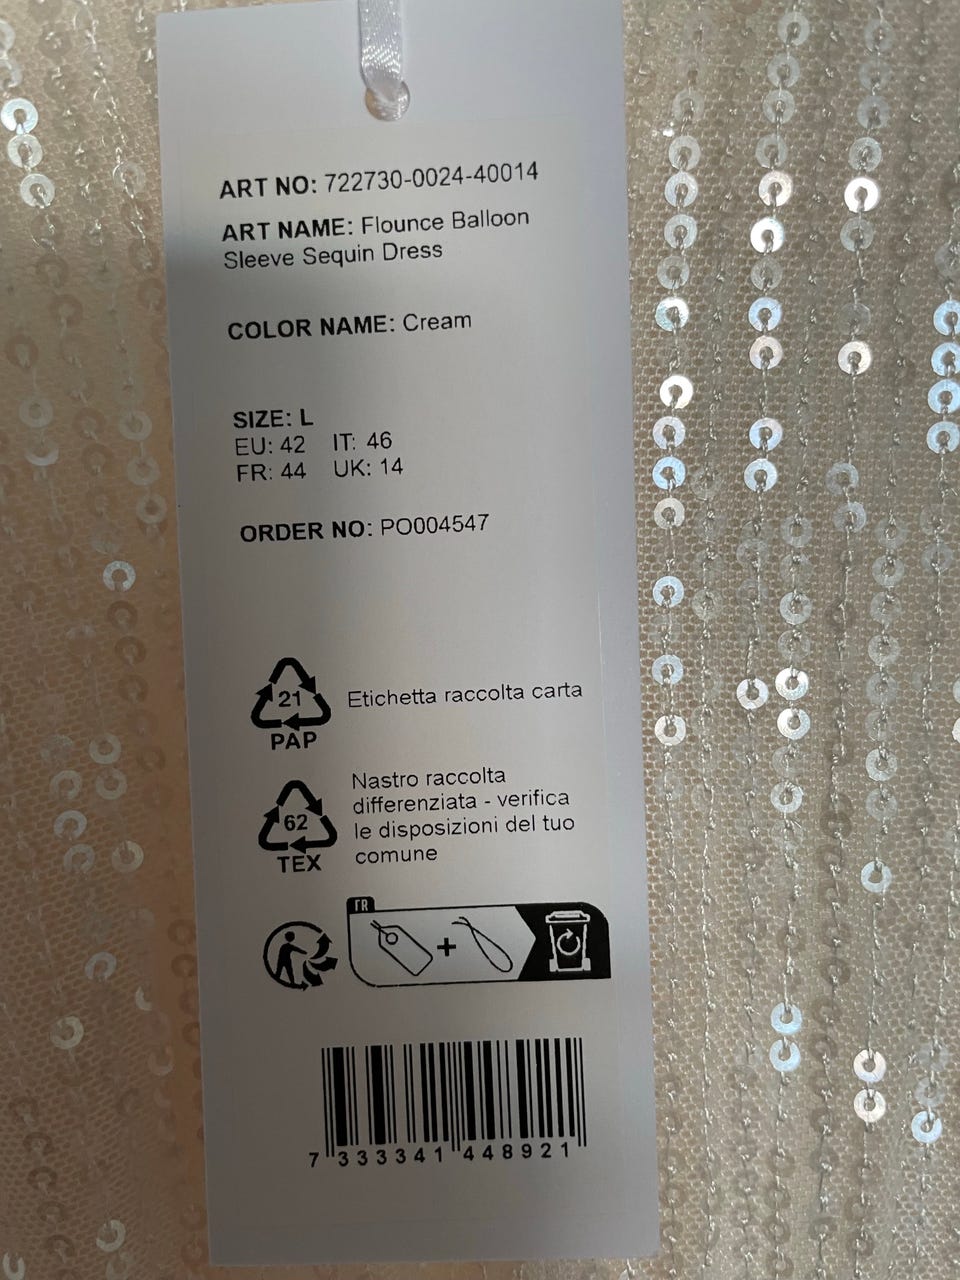 ART NO: 722730-0024-40014
ART NAME: Flounce Balloon
Sleeve Sequin Dress
COLOR NAME: Cream
SIZE: L
EU: 42 IT: 46
FR: 44 UK: 14
ORDER NO: PO004547
21
PAP
Etichetta raccolta carta
62
TEX
Nastro raccolta
differenziata - verifica
le disposizioni del tuo
comune
FR
+
7 333341 448921